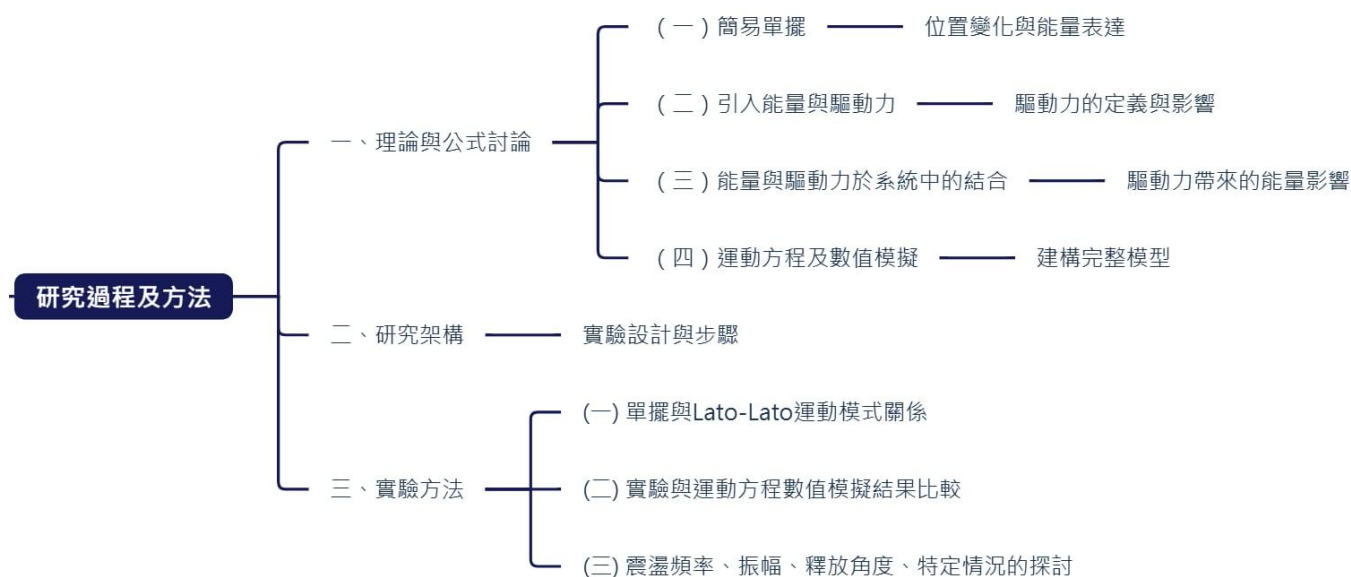 研究過程及方法
一、理論與公式討論
( 一 ) 簡易單擺
位置變化與能量表達
( 二 ) 引入能量與驅動力
驅動力的定義與影響
( 三 ) 能量與驅動力於系統中的結合
驅動力帶來的能量影響
( 四 ) 運動方程及數值模擬
建構完整模型
二、研究架構
實驗設計與步驟
三、實驗方法
(一) 單擺與Lato-Lato運動模式關係
(二) 實驗與運動方程數值模擬結果比較
(三) 震盪頻率、振幅、釋放角度、特定情況的探討